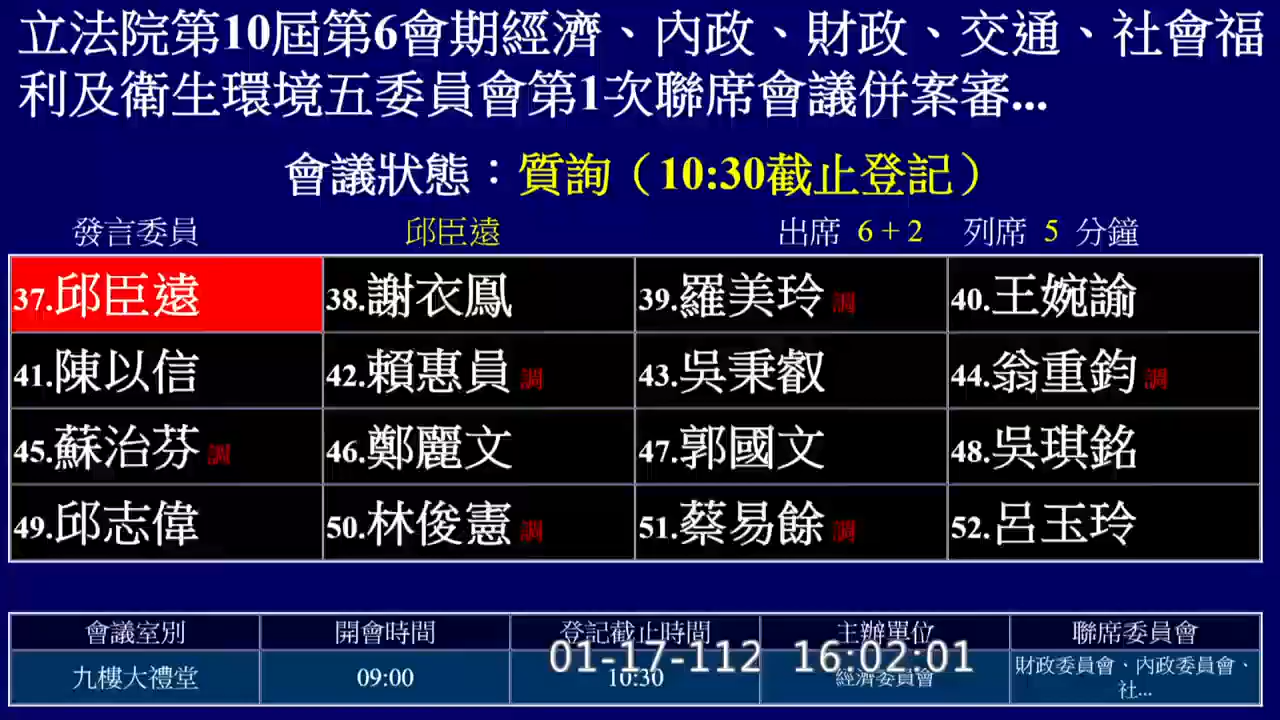 立法院第10屆第6會期經濟、內政、財政、交通、社會福
利及衛生環境五委員會第1次聯席會議併案審...
會議狀態：質詢（10:30截止登記）
發言委員 邱臣遠 出席 6 + 2 列席 5 分鐘
37.邱臣遠 38.謝衣鳳 39.羅美玲 調 40.王婉諭
41.陳以信 42.賴惠員 調 43.吳秉叡 44.翁重鈞 調
45.蘇治芬 調 46.鄭麗文 47.郭國文 48.吳琪銘
49.邱志偉 50.林俊憲 調 51.蔡易餘 調 52.呂玉玲
會議室別 開會時間 登記截止時間 主辦單位 聯席委員會
01-17-112 16:02:01
九樓大禮堂 09:00 10:30 經濟委員會 財政委員會、內政委員會、
社...